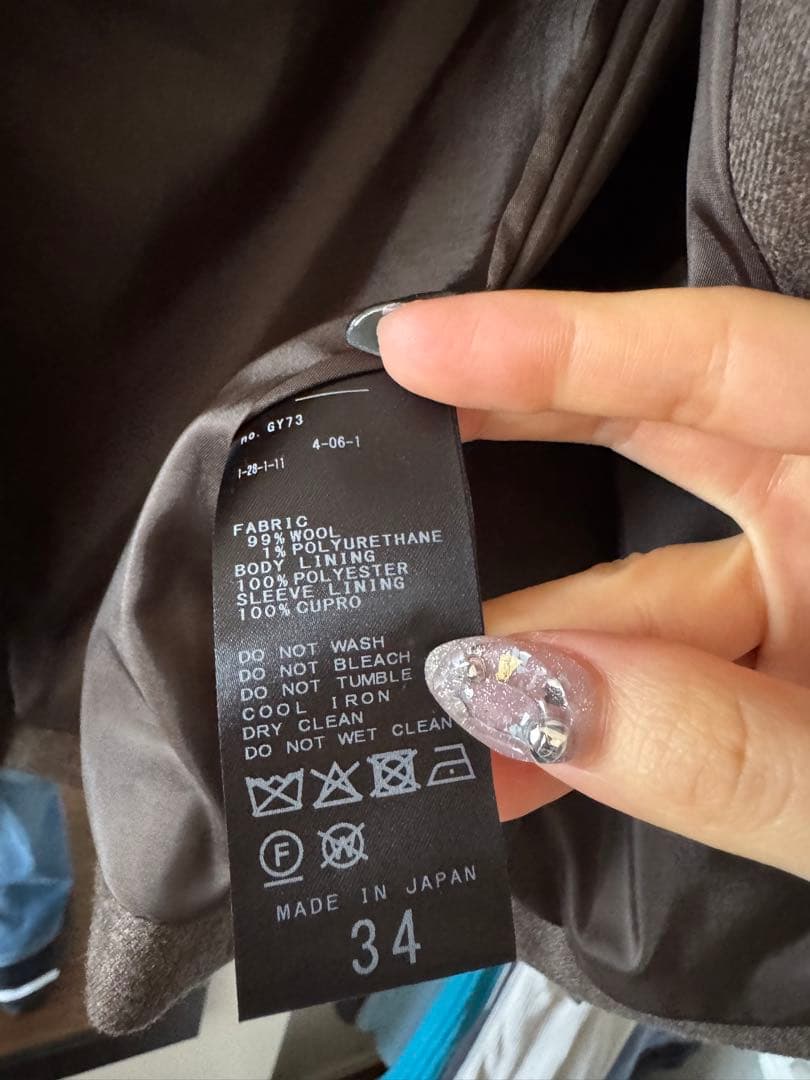 no. GY73
4-06-1
1-28-1-11
FABRIC
99% WOOL
1% POLYURETHANE
BODY LINING
100% POLYESTER
SLEEVE LINING
100% CUPRO
DO NOT WASH
DO NOT BLEACH
DO NOT TUMBLE
COOL IRON
DRY CLEAN
DO NOT WET CLEAN
F W
MADE IN JAPAN
34